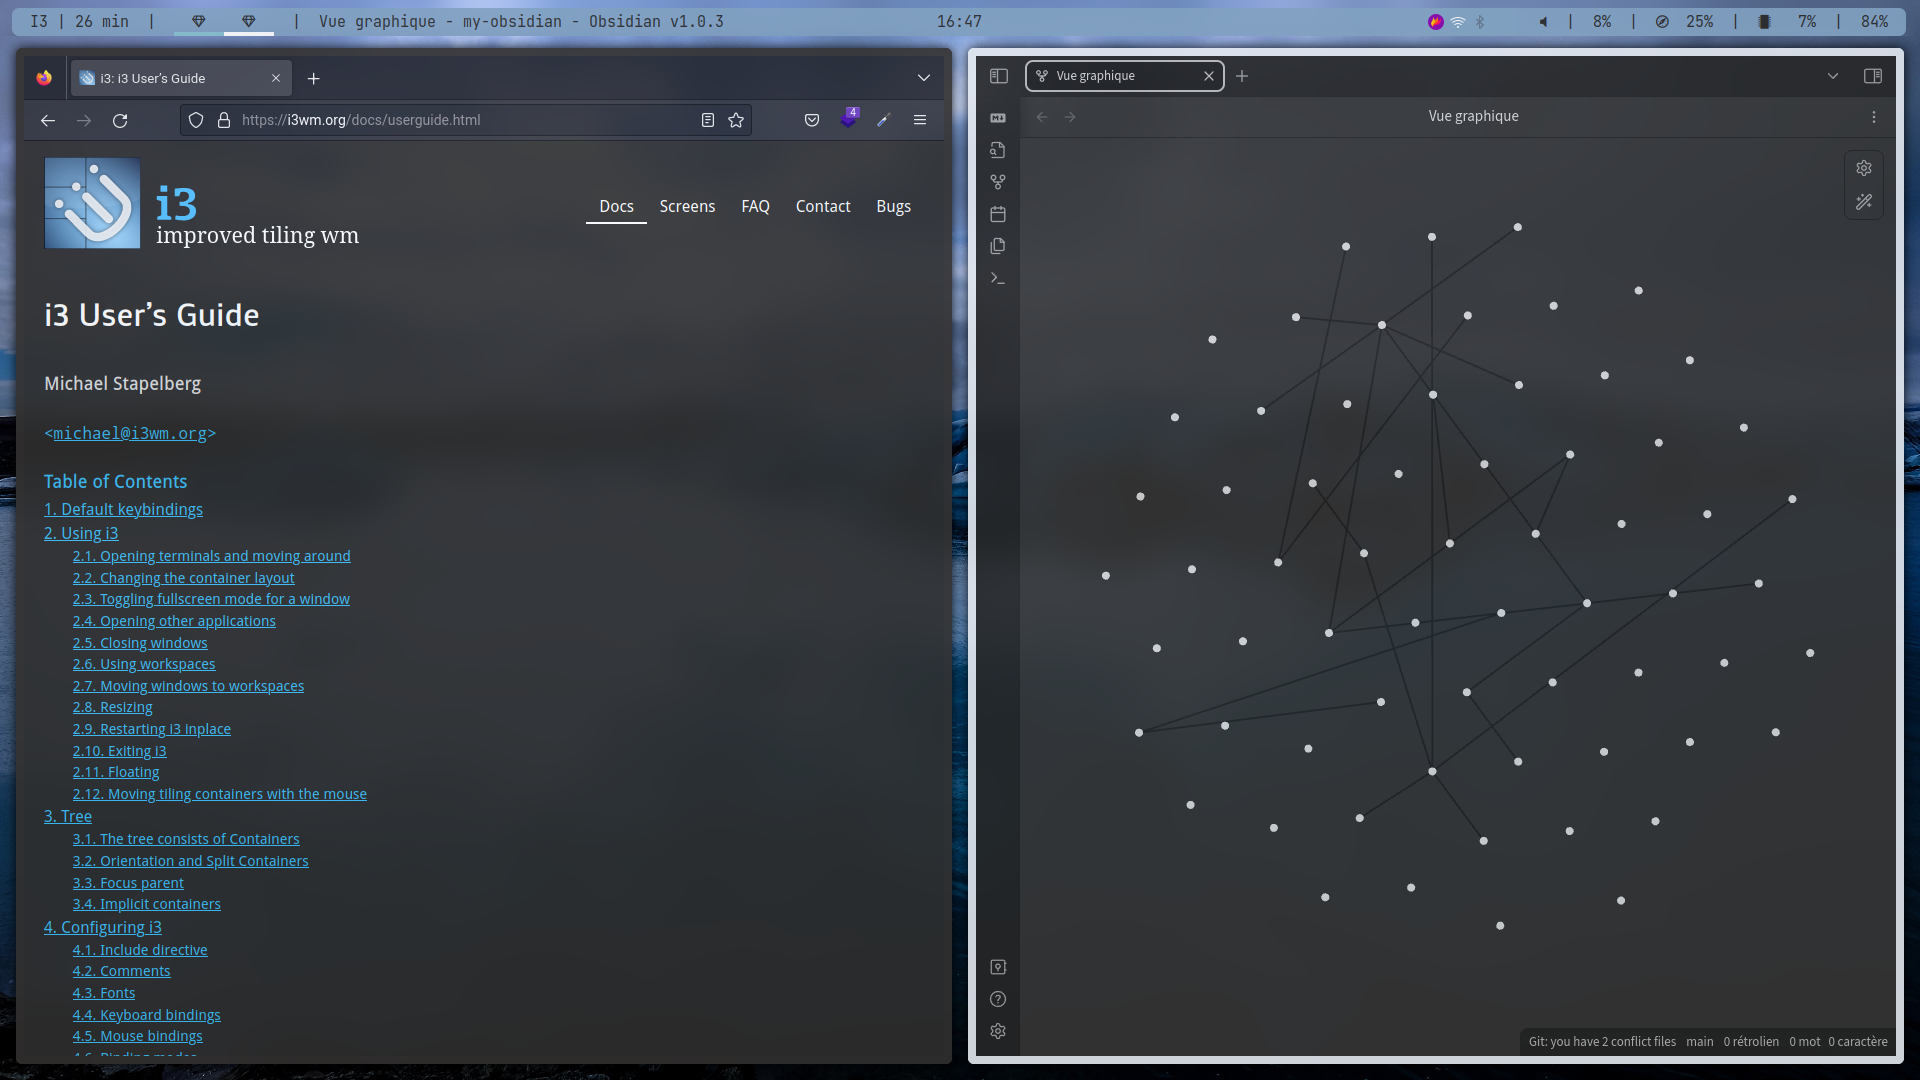 I3 | 26 min | | Vue graphique - my-obsidian - Obsidian v1.0.3 16:47 | 8% | 25% | 7% | 84%
i3: i3 User’s Guide
https://i3wm.org/docs/userguide.html 4
i3
improved tiling wm
Docs Screens FAQ Contact Bugs
i3 User’s Guide
Michael Stapelberg
<michael@i3wm.org>
Table of Contents
1. Default keybindings
2. Using i3
2.1. Opening terminals and moving around
2.2. Changing the container layout
2.3. Toggling fullscreen mode for a window
2.4. Opening other applications
2.5. Closing windows
2.6. Using workspaces
2.7. Moving windows to workspaces
2.8. Resizing
2.9. Restarting i3 inplace
2.10. Exiting i3
2.11. Floating
2.12. Moving tiling containers with the mouse
3. Tree
3.1. The tree consists of Containers
3.2. Orientation and Split Containers
3.3. Focus parent
3.4. Implicit containers
4. Configuring i3
4.1. Include directive
4.2. Comments
4.3. Fonts
4.4. Keyboard bindings
4.5. Mouse bindings
4.6. Binding modes
Vue graphique
Vue graphique
Git: you have 2 conflict files main 0 rétrolien 0 mot 0 caractère